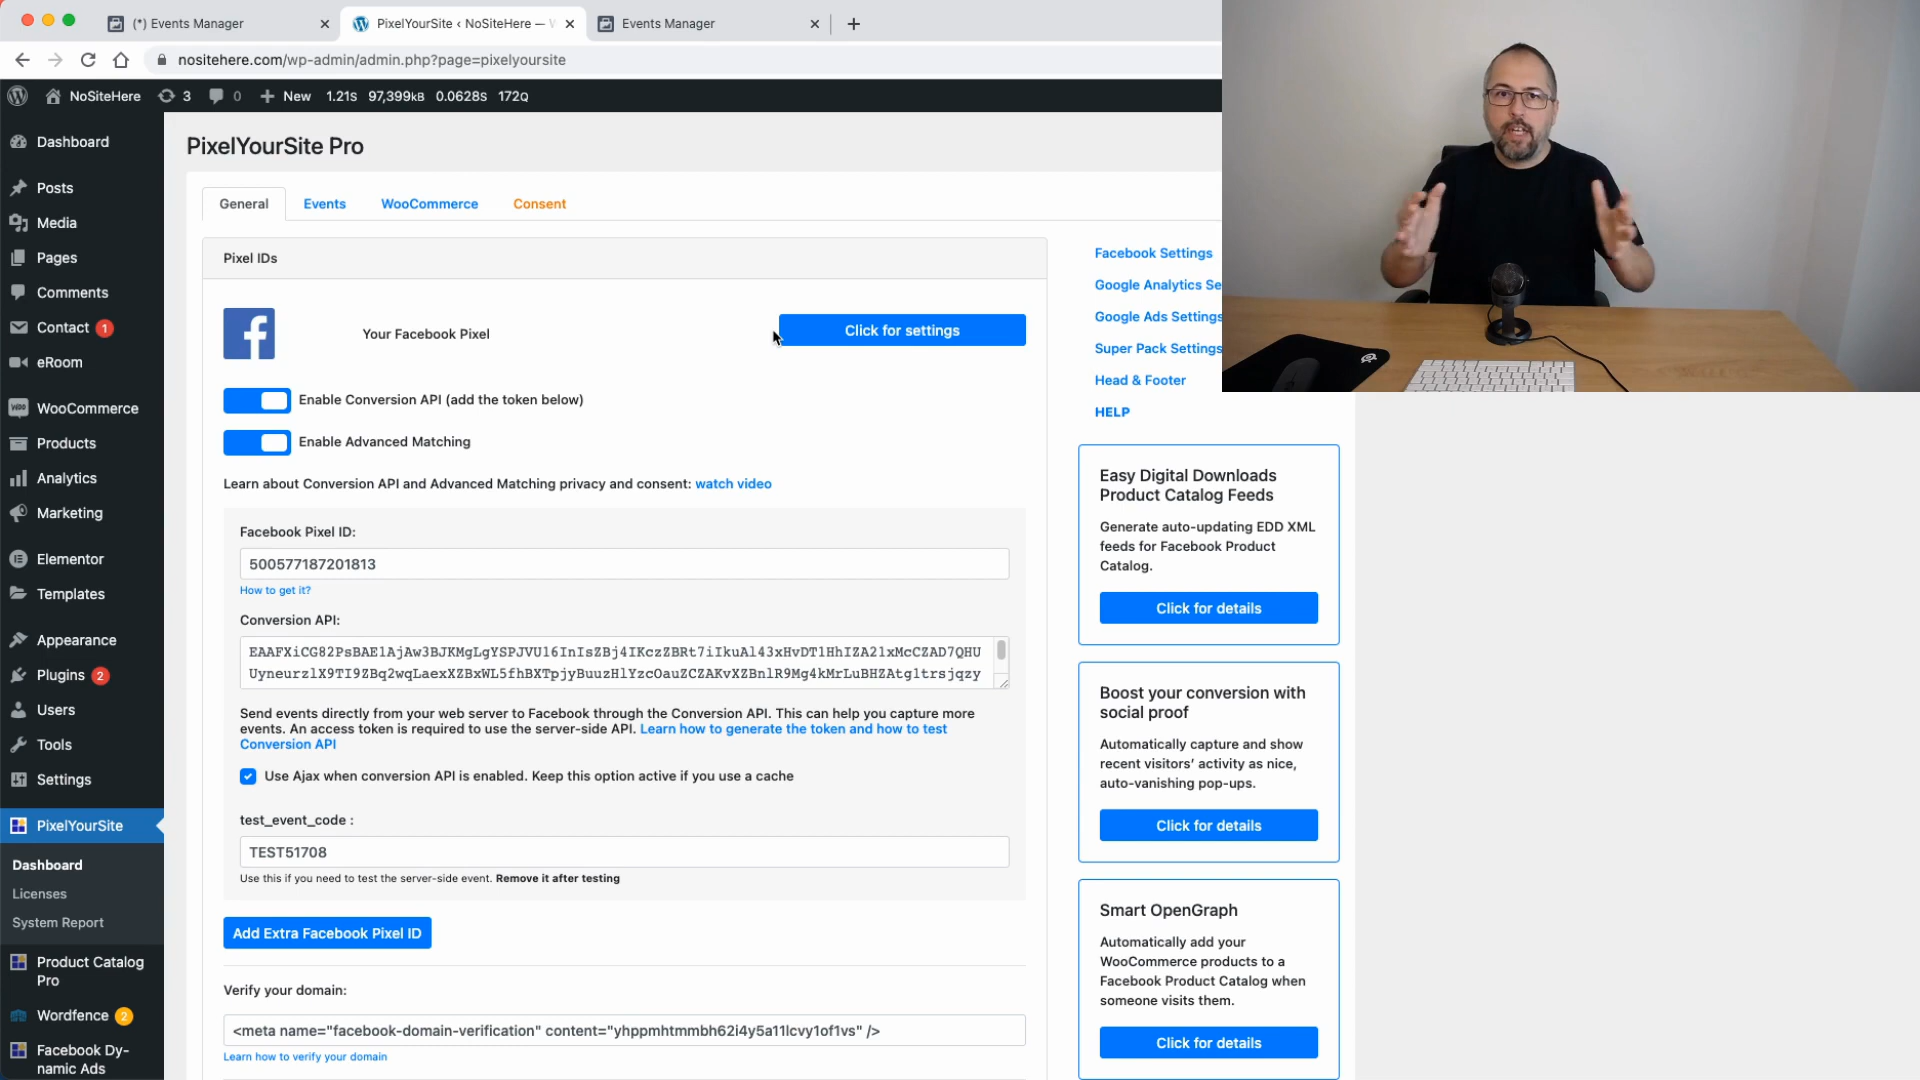 (*) Events Manager
PixelYourSite ‹ NoSiteHere — W
Events Manager
nositehere.com/wp-admin/admin.php?page=pixelyoursite
NoSiteHere 3 0 New 1.21s 97,399KB 0.0628s 172Q
Dashboard
Posts
Media
Pages
Comments
Contact 1
eRoom
WooCommerce
Products
Analytics
Marketing
Elementor
Templates
Appearance
Plugins 2
Users
Tools
Settings
PixelYourSite
Dashboard
Licenses
System Report
Product Catalog
Pro
Wordfence 2
Facebook Dy-
namic Ads
PixelYourSite Pro
General Events WooCommerce Consent
Pixel IDs
Your Facebook Pixel
Click for settings
Enable Conversion API (add the token below)
Enable Advanced Matching
Learn about Conversion API and Advanced Matching privacy and consent: watch video
Facebook Pixel ID:
500577187201813
How to get it?
Conversion API:
Send events directly from your web server to Facebook through the Conversion API. This can help you capture more
events. An access token is required to use the server-side API. Learn how to generate the token and how to test
Conversion API
Use Ajax when conversion API is enabled. Keep this option active if you use a cache
test_event_code :
TEST51708
Use this if you need to test the server-side event. Remove it after testing
Add Extra Facebook Pixel ID
Verify your domain:
<meta name="facebook-domain-verification" content="yhppmhtmmbh62i4y5a11lcvy1of1vs" />
Learn how to verify your domain
Facebook Settings
Google Analytics Se
Google Ads Settings
Super Pack Settings
Head & Footer
HELP
Easy Digital Downloads
Product Catalog Feeds
Generate auto-updating EDD XML
feeds for Facebook Product
Catalog.
Click for details
Boost your conversion with
social proof
Automatically capture and show
recent visitors' activity as nice,
auto-vanishing pop-ups.
Click for details
Smart OpenGraph
Automatically add your
WooCommerce products to a
Facebook Product Catalog when
someone visits them.
Click for details